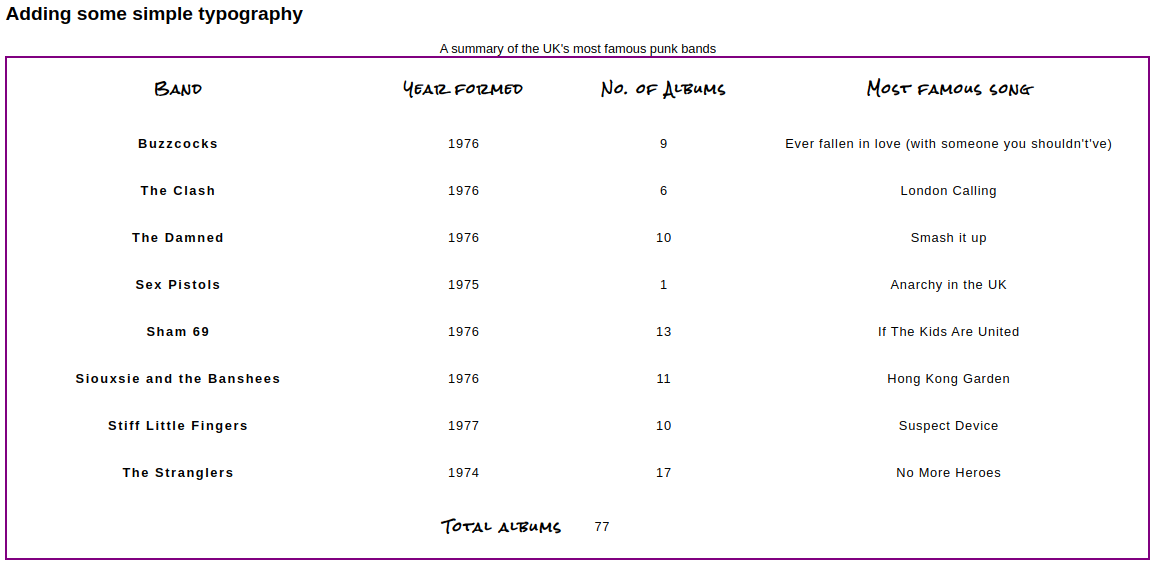 Adding some simple typography
A summary of the UK's most famous punk bands
Band Year formed No. of Albums Most famous song
Buzzcocks 1976 9 Ever fallen in love (with someone you shouldn't've)
The Clash 1976 6 London Calling
The Damned 1976 10 Smash it up
Sex Pistols 1975 1 Anarchy in the UK
Sham 69 1976 13 If The Kids Are United
Siouxsie and the Banshees 1976 11 Hong Kong Garden
Stiff Little Fingers 1977 10 Suspect Device
The Stranglers 1974 17 No More Heroes
Total albums 77